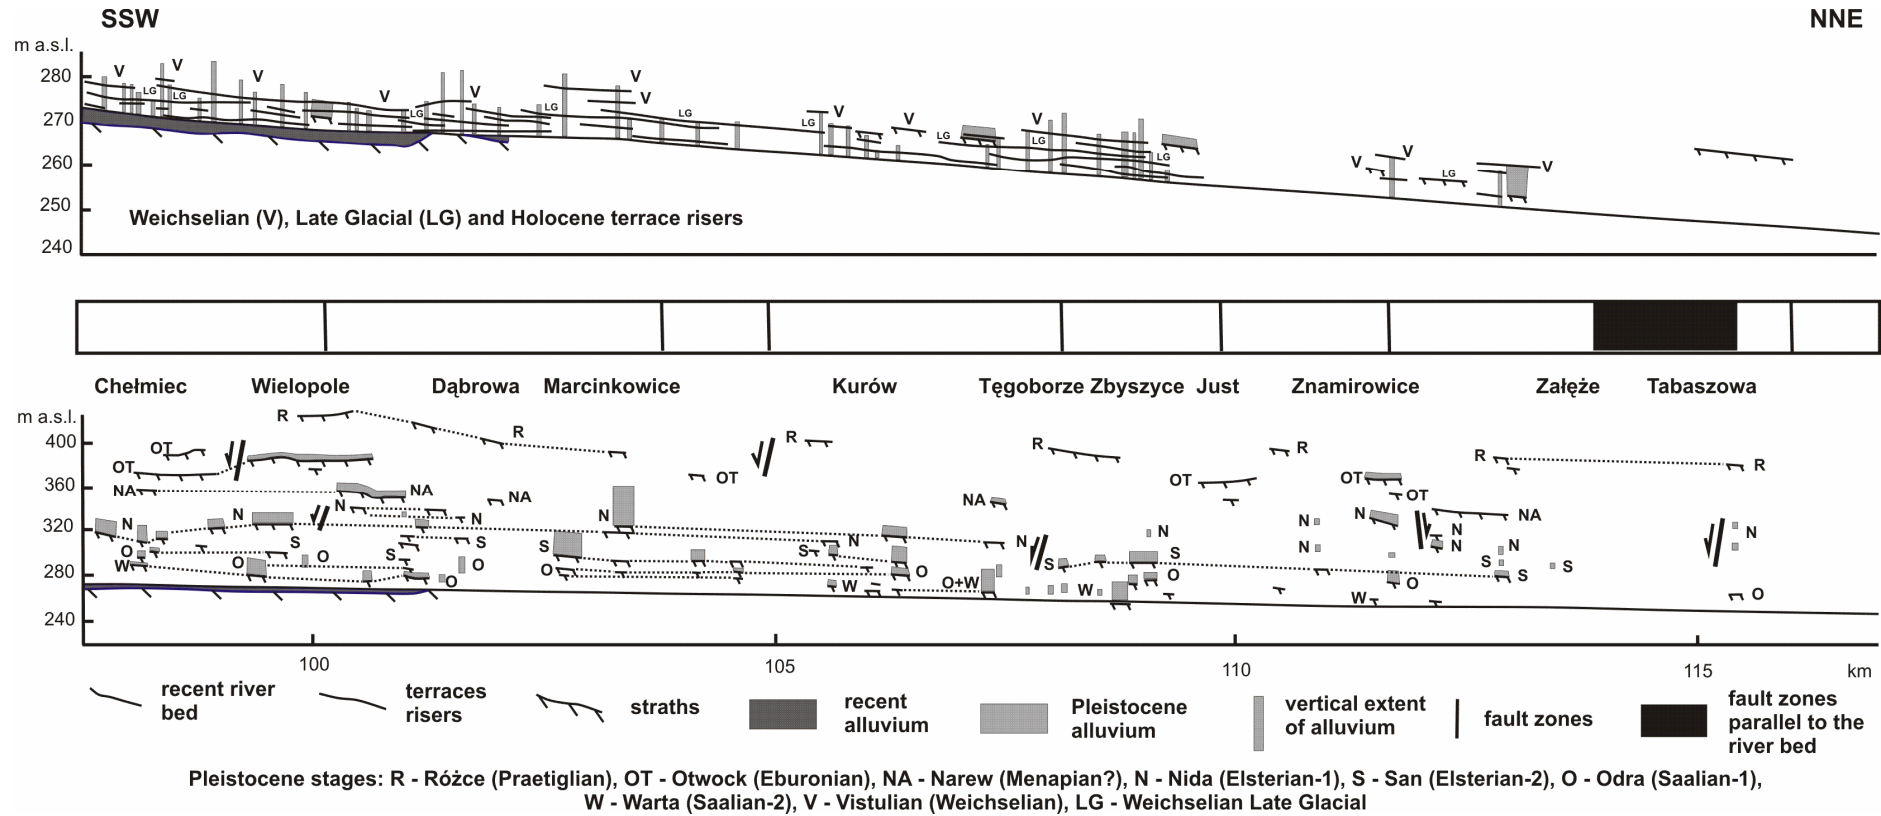 SSW NNE
m a.s.l.
280
270
260
250
240
V V V V V V V V V V V V V
LG LG LG LG LG LG LG LG LG LG
Weichselian (V), Late Glacial (LG) and Holocene terrace risers
Chełmiec Wielopole Dąbrowa Marcinkowice Kurów Tęgoborze Zbyszyce Just Znamirowice Załęże Tabaszowa
m a.s.l.
400
360
320
280
240
R R R R R R R
OT OT OT OT OT OT
NA NA NA NA NA
N N N N N N N N N N N N N N
S S S S S S S S S
O O O O O O O+W O O O
W W W W
100 105 110 115 km
recent river bed
terraces risers
straths
recent alluvium
Pleistocene alluvium
vertical extent of alluvium
fault zones
fault zones parallel to the river bed
Pleistocene stages: R - Różce (Praetiglian), OT - Otwock (Eburonian), NA - Narew (Menapian?), N - Nida (Elsterian-1), S - San (Elsterian-2), O - Odra (Saalian-1),
W - Warta (Saalian-2), V - Vistulian (Weichselian), LG - Weichselian Late Glacial